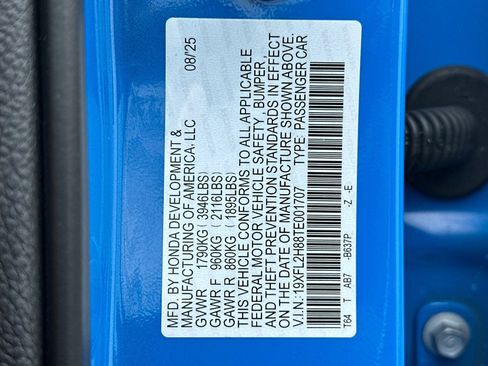 MFD. BY HONDA DEVELOPMENT & 08/25
MANUFACTURING OF AMERICA, LLC
GVWR 1790KG ( 3946LBS)
GAWR F 960KG ( 2116LBS)
GAWR R 860KG ( 1895LBS)
THIS VEHICLE CONFORMS TO ALL APPLICABLE
FEDERAL MOTOR VEHICLE SAFETY, BUMPER,
AND THEFT PREVENTION STANDARDS IN EFFECT
ON THE DATE OF MANUFACTURE SHOWN ABOVE.
V.I.N.:19XFL2H88TE001707 TYPE: PASSENGER CAR
T64 T AB7 -B637P -Z -E